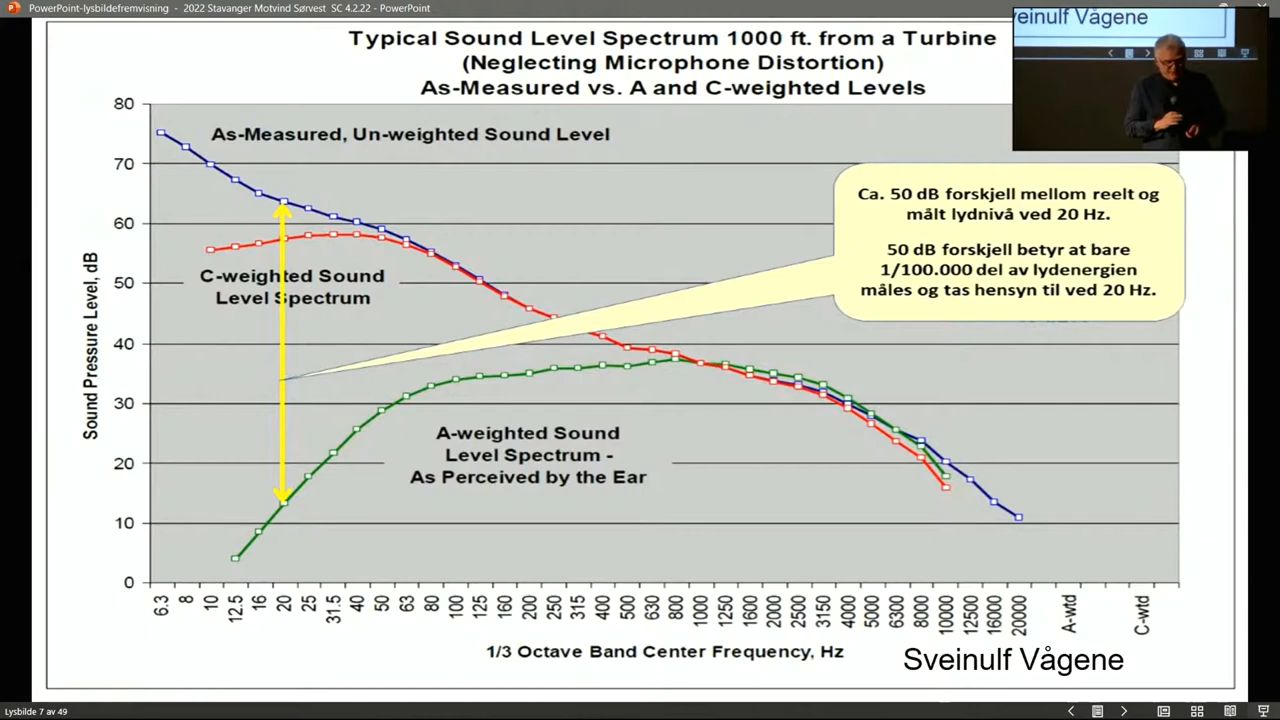 PowerPoint-lysbildefremvisning - 2022 Stavanger Motvind Sørvest SC 4.2.22 - PowerPoint
Typical Sound Level Spectrum 1000 ft. from a Turbine
(Neglecting Microphone Distortion)
As-Measured vs. A and C-weighted Levels
einulf Vågene
80
70
60
50
40
30
20
10
0
Sound Pressure Level, dB
As-Measured, Un-weighted Sound Level
Ca. 50 dB forskjell mellom reelt og
målt lydnivå ved 20 Hz.
50 dB forskjell betyr at bare
1/100.000 del av lydenergien
måles og tas hensyn til ved 20 Hz.
C-weighted Sound
Level Spectrum
A-weighted Sound
Level Spectrum -
As Perceived by the Ear
6.3 8 10 12.5 16 20 25 31.5 40 50 63 80 100 125 160 200 250 315 400 500 630 800 1000 1250 1600 2000 2500 3150 4000 5000 6300 8000 10000 12500 16000 20000 A-wtd C-wtd
1/3 Octave Band Center Frequency, Hz
Sveinulf Vågene
Lysbilde 7 av 49